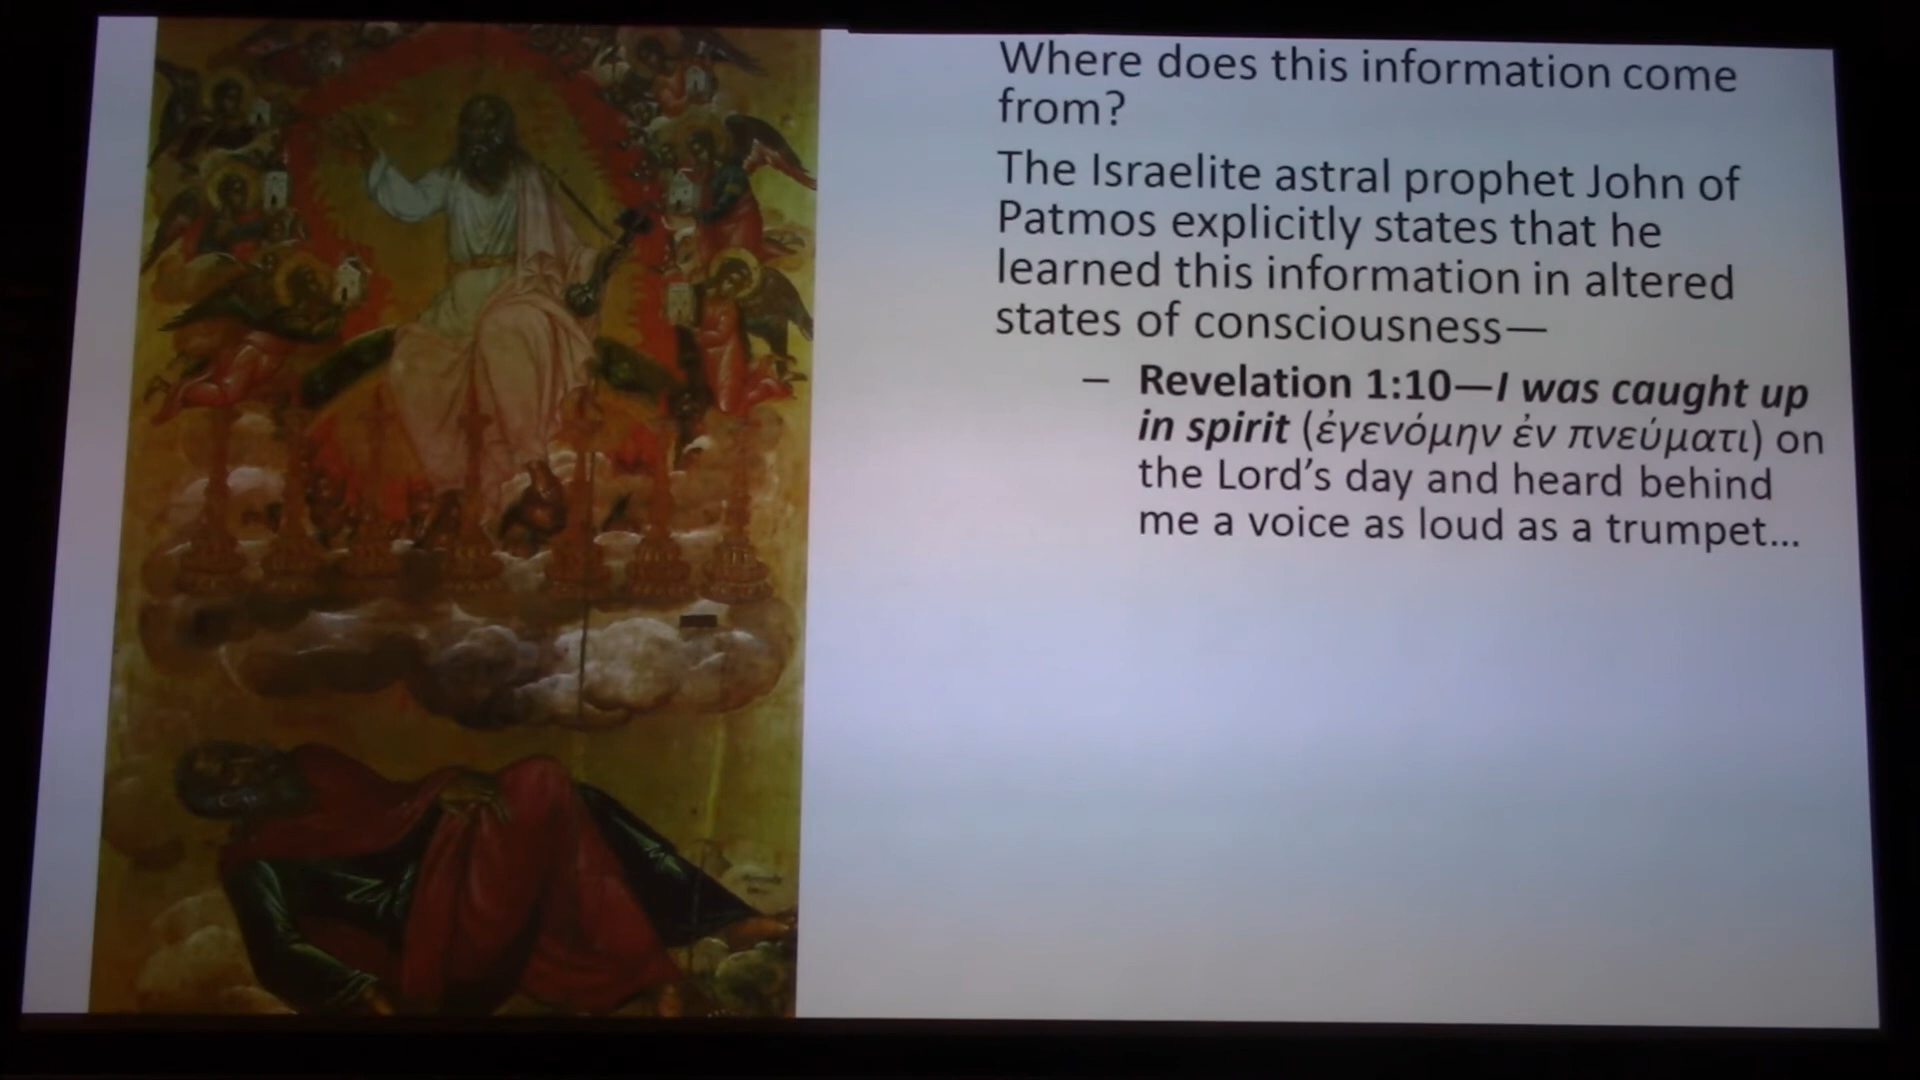 Where does this information come
from?
The Israelite astral prophet John of
Patmos explicitly states that he
learned this information in altered
states of consciousness—
– Revelation 1:10—I was caught up
in spirit (ἐγενόμην ἐν πνεύματι) on
the Lord’s day and heard behind
me a voice as loud as a trumpet...